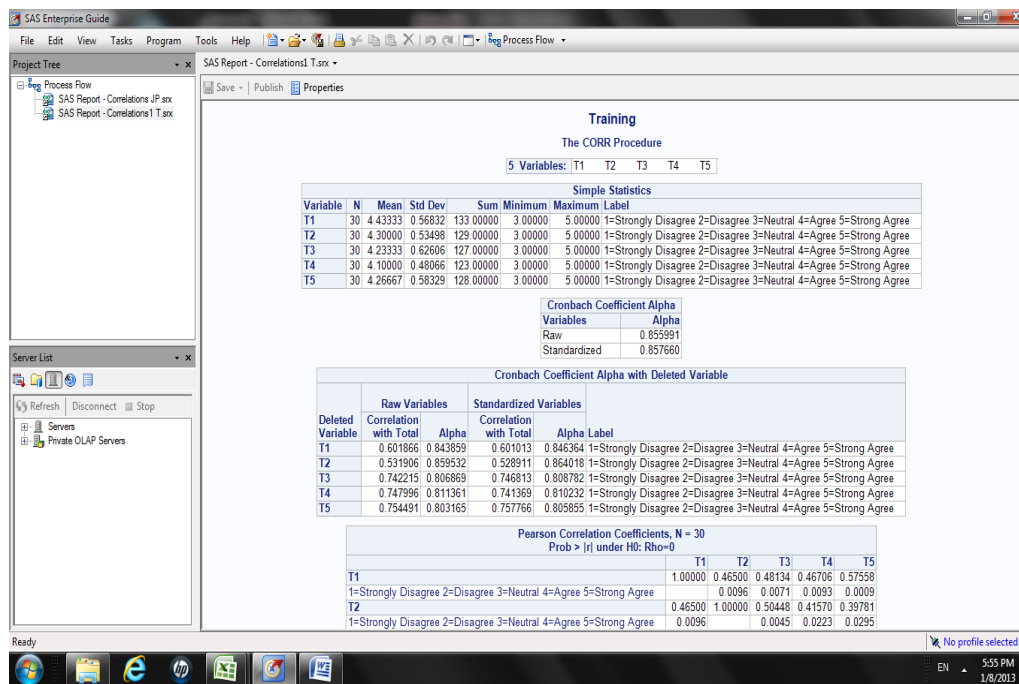 SAS Enterprise Guide
File Edit View Tasks Program Tools Help Process Flow
Project Tree
Process Flow
SAS Report - Correlations JP.srx
SAS Report - Correlations1 T.srx
Server List
Refresh Disconnect Stop
Servers
Private OLAP Servers
SAS Report - Correlations1 T.srx
Save Publish Properties
Training
The CORR Procedure
5 Variables: T1 T2 T3 T4 T5
Simple Statistics
Variable N Mean Std Dev Sum Minimum Maximum Label
T1 30 4.43333 0.56832 133.00000 3.00000 5.00000 1=Strongly Disagree 2=Disagree 3=Neutral 4=Agree 5=Strong Agree
T2 30 4.30000 0.53498 129.00000 3.00000 5.00000 1=Strongly Disagree 2=Disagree 3=Neutral 4=Agree 5=Strong Agree
T3 30 4.23333 0.62606 127.00000 3.00000 5.00000 1=Strongly Disagree 2=Disagree 3=Neutral 4=Agree 5=Strong Agree
T4 30 4.10000 0.48066 123.00000 3.00000 5.00000 1=Strongly Disagree 2=Disagree 3=Neutral 4=Agree 5=Strong Agree
T5 30 4.26667 0.58329 128.00000 3.00000 5.00000 1=Strongly Disagree 2=Disagree 3=Neutral 4=Agree 5=Strong Agree
Cronbach Coefficient Alpha
Variables Alpha
Raw 0.855991
Standardized 0.857660
Cronbach Coefficient Alpha with Deleted Variable
Raw Variables Standardized Variables
Deleted Correlation Correlation
Variable with Total Alpha with Total Alpha Label
T1 0.601866 0.843859 0.601013 0.846364 1=Strongly Disagree 2=Disagree 3=Neutral 4=Agree 5=Strong Agree
T2 0.531906 0.859532 0.528911 0.864018 1=Strongly Disagree 2=Disagree 3=Neutral 4=Agree 5=Strong Agree
T3 0.742215 0.806869 0.746813 0.808782 1=Strongly Disagree 2=Disagree 3=Neutral 4=Agree 5=Strong Agree
T4 0.747996 0.811361 0.741369 0.810232 1=Strongly Disagree 2=Disagree 3=Neutral 4=Agree 5=Strong Agree
T5 0.754491 0.803165 0.757766 0.805855 1=Strongly Disagree 2=Disagree 3=Neutral 4=Agree 5=Strong Agree
Pearson Correlation Coefficients, N = 30
Prob > |r| under H0: Rho=0
T1 T2 T3 T4 T5
T1 1.00000 0.46500 0.48134 0.46706 0.57558
1=Strongly Disagree 2=Disagree 3=Neutral 4=Agree 5=Strong Agree 0.0096 0.0071 0.0093 0.0009
T2 0.46500 1.00000 0.50448 0.41570 0.39781
1=Strongly Disagree 2=Disagree 3=Neutral 4=Agree 5=Strong Agree 0.0096 0.0045 0.0223 0.0295
Ready
No profile selected
EN 5:55 PM
1/8/2013